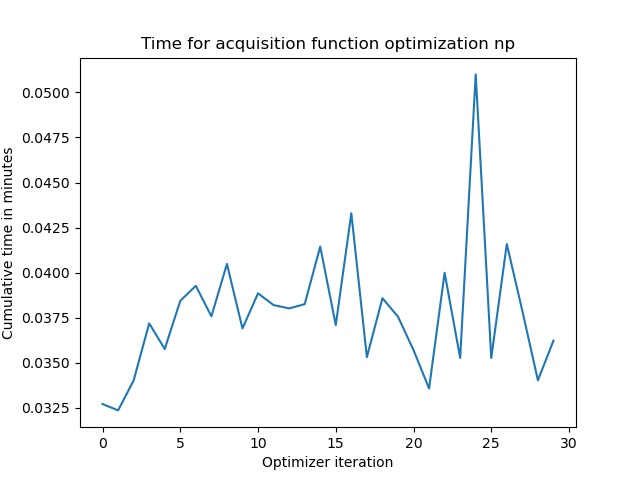 Time for acquisition function optimization np
Cumulative time in minutes
0.0500
0.0475
0.0450
0.0425
0.0400
0.0375
0.0350
0.0325
0 5 10 15 20 25 30
Optimizer iteration